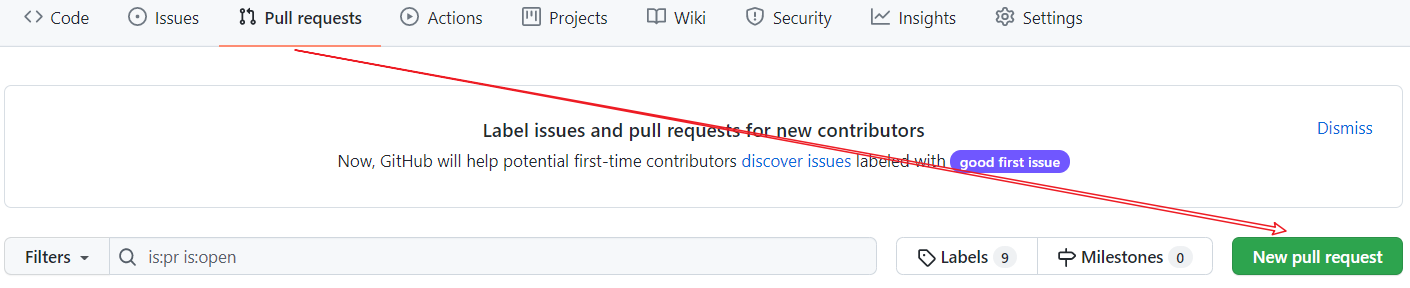 Code Issues Pull requests Actions Projects Wiki Security Insights Settings
Label issues and pull requests for new contributors
Dismiss
Now, GitHub will help potential first-time contributors discover issues labeled with good first issue
Filters is:pr is:open Labels 9 Milestones 0 New pull request